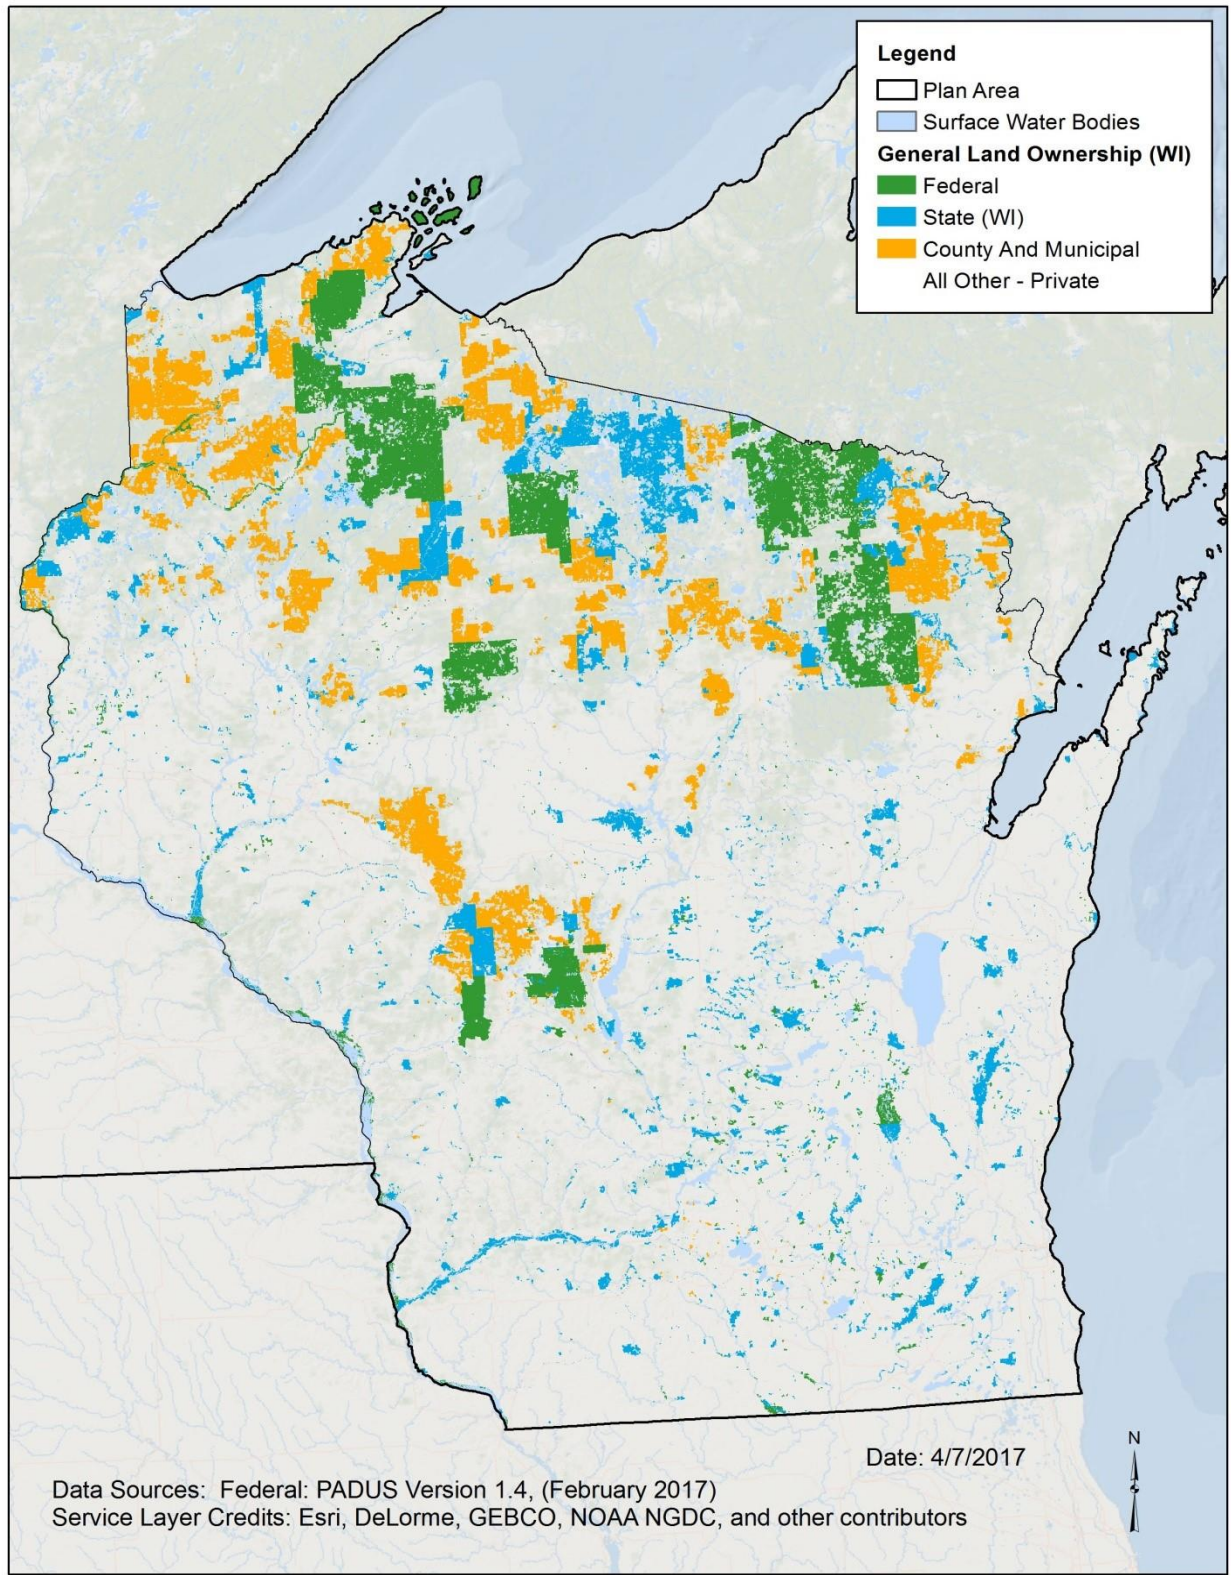 Legend
Plan Area
Surface Water Bodies
General Land Ownership (WI)
Federal
State (WI)
County And Municipal
All Other - Private
Date: 4/7/2017
N
Data Sources:  Federal: PADUS Version 1.4, (February 2017)
Service Layer Credits: Esri, DeLorme, GEBCO, NOAA NGDC, and other contributors